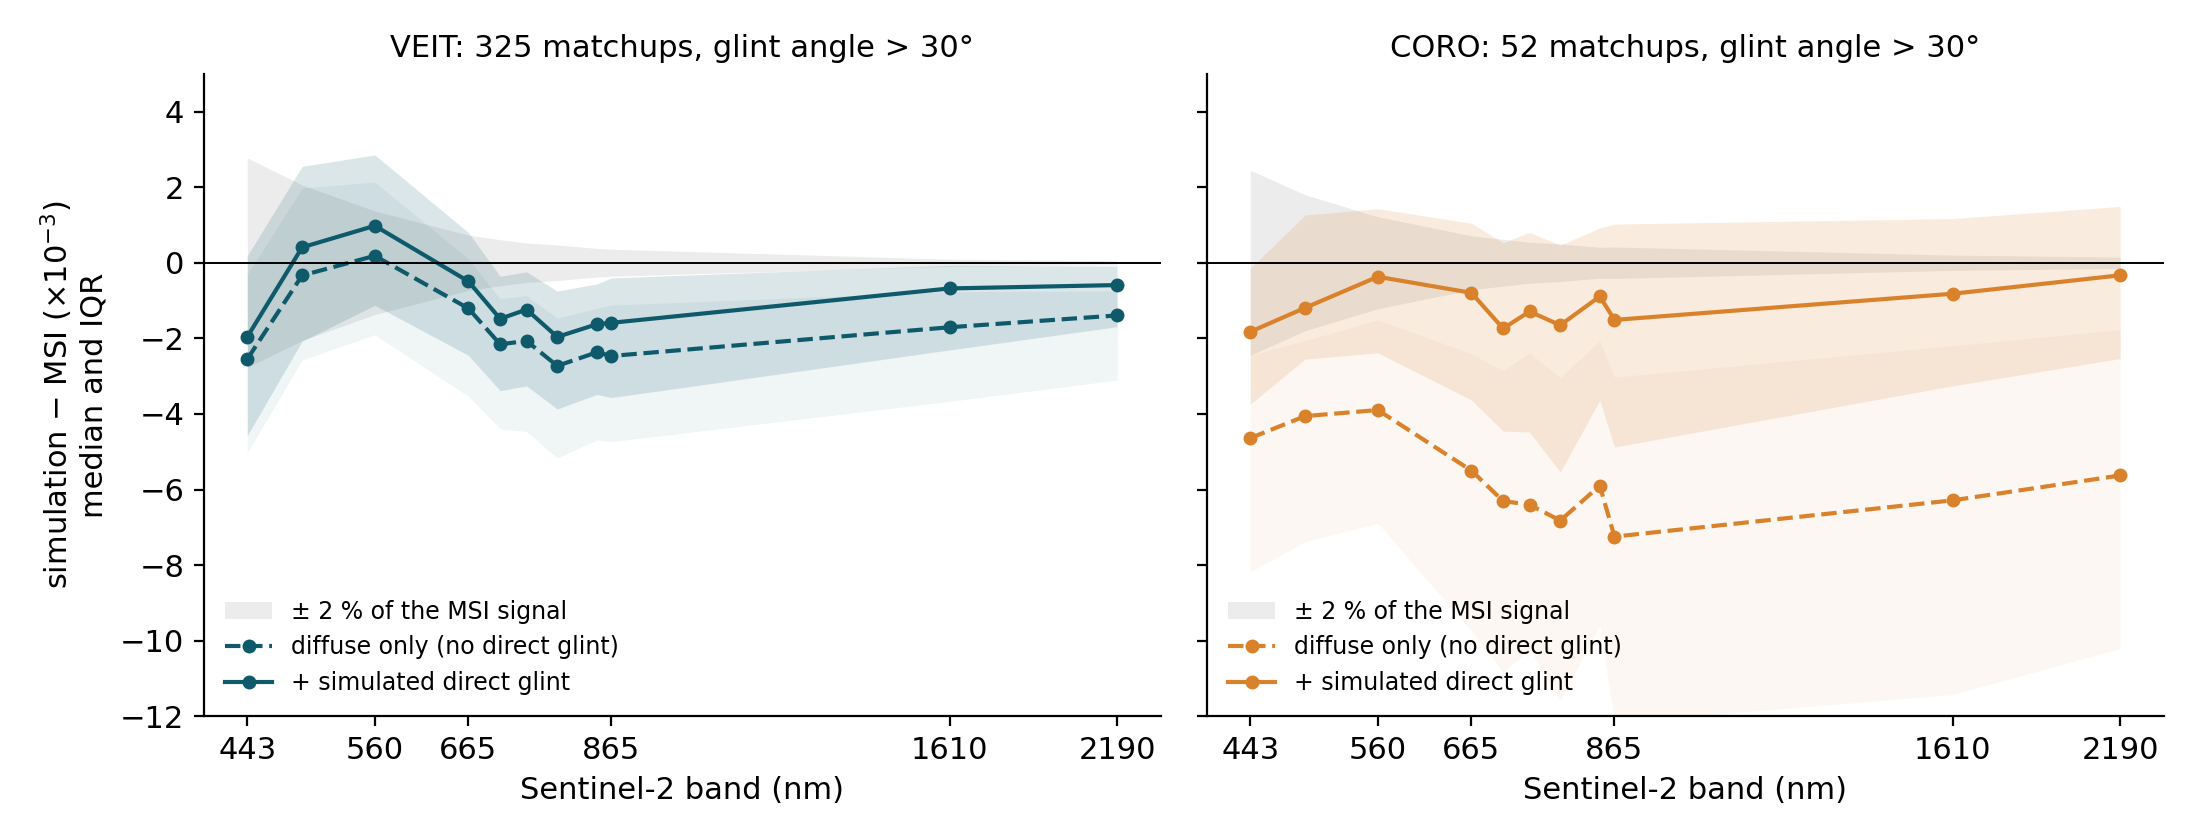 VEIT: 325 matchups, glint angle > 30°
CORO: 52 matchups, glint angle > 30°
simulation − MSI (×10⁻³)
median and IQR
4
2
0
−2
−4
−6
−8
−10
−12
± 2 % of the MSI signal
diffuse only (no direct glint)
+ simulated direct glint
443 560 665 865 1610 2190
Sentinel-2 band (nm)
± 2 % of the MSI signal
diffuse only (no direct glint)
+ simulated direct glint
443 560 665 865 1610 2190
Sentinel-2 band (nm)